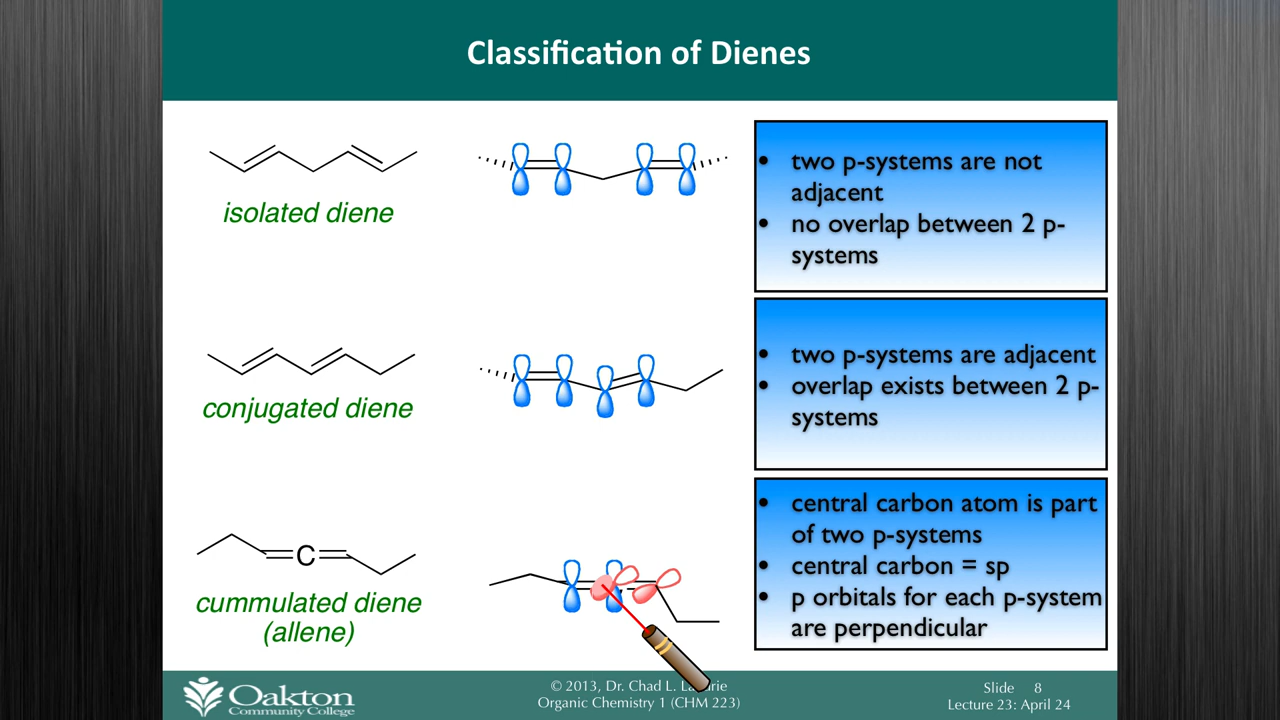 Classification of Dienes
isolated diene
• two p-systems are not
adjacent
• no overlap between 2 p-
systems
conjugated diene
• two p-systems are adjacent
• overlap exists between 2 p-
systems
C
cummulated diene
(allene)
• central carbon atom is part
of two p-systems
• central carbon = sp
• p orbitals for each p-system
are perpendicular
Oakton
Community College
© 2013, Dr. Chad L.
Organic Chemistry 1 (CHM 223)
Slide 8
Lecture 23: April 24